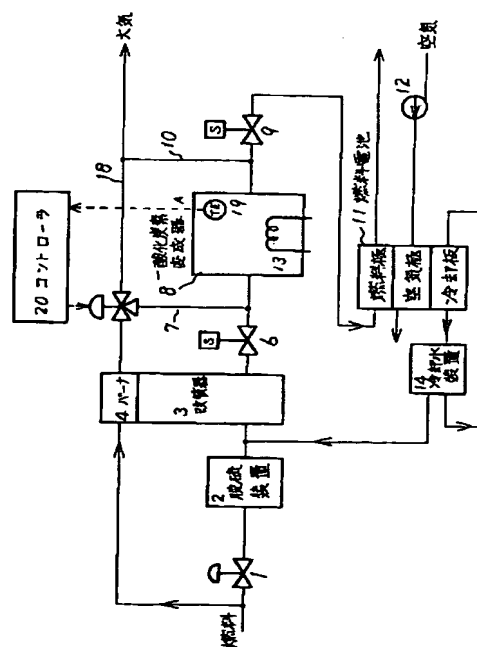 20 コントローラ
18
大気
10
A
一酸化炭素
変成器
8
TE
19
13
S
9
7
S
6
4 バーナ
3
改質器
2
脱硫
装置
1
燃料
11 燃料電池
燃料極
空気極
冷却板
12
空気
14
冷却水
装置